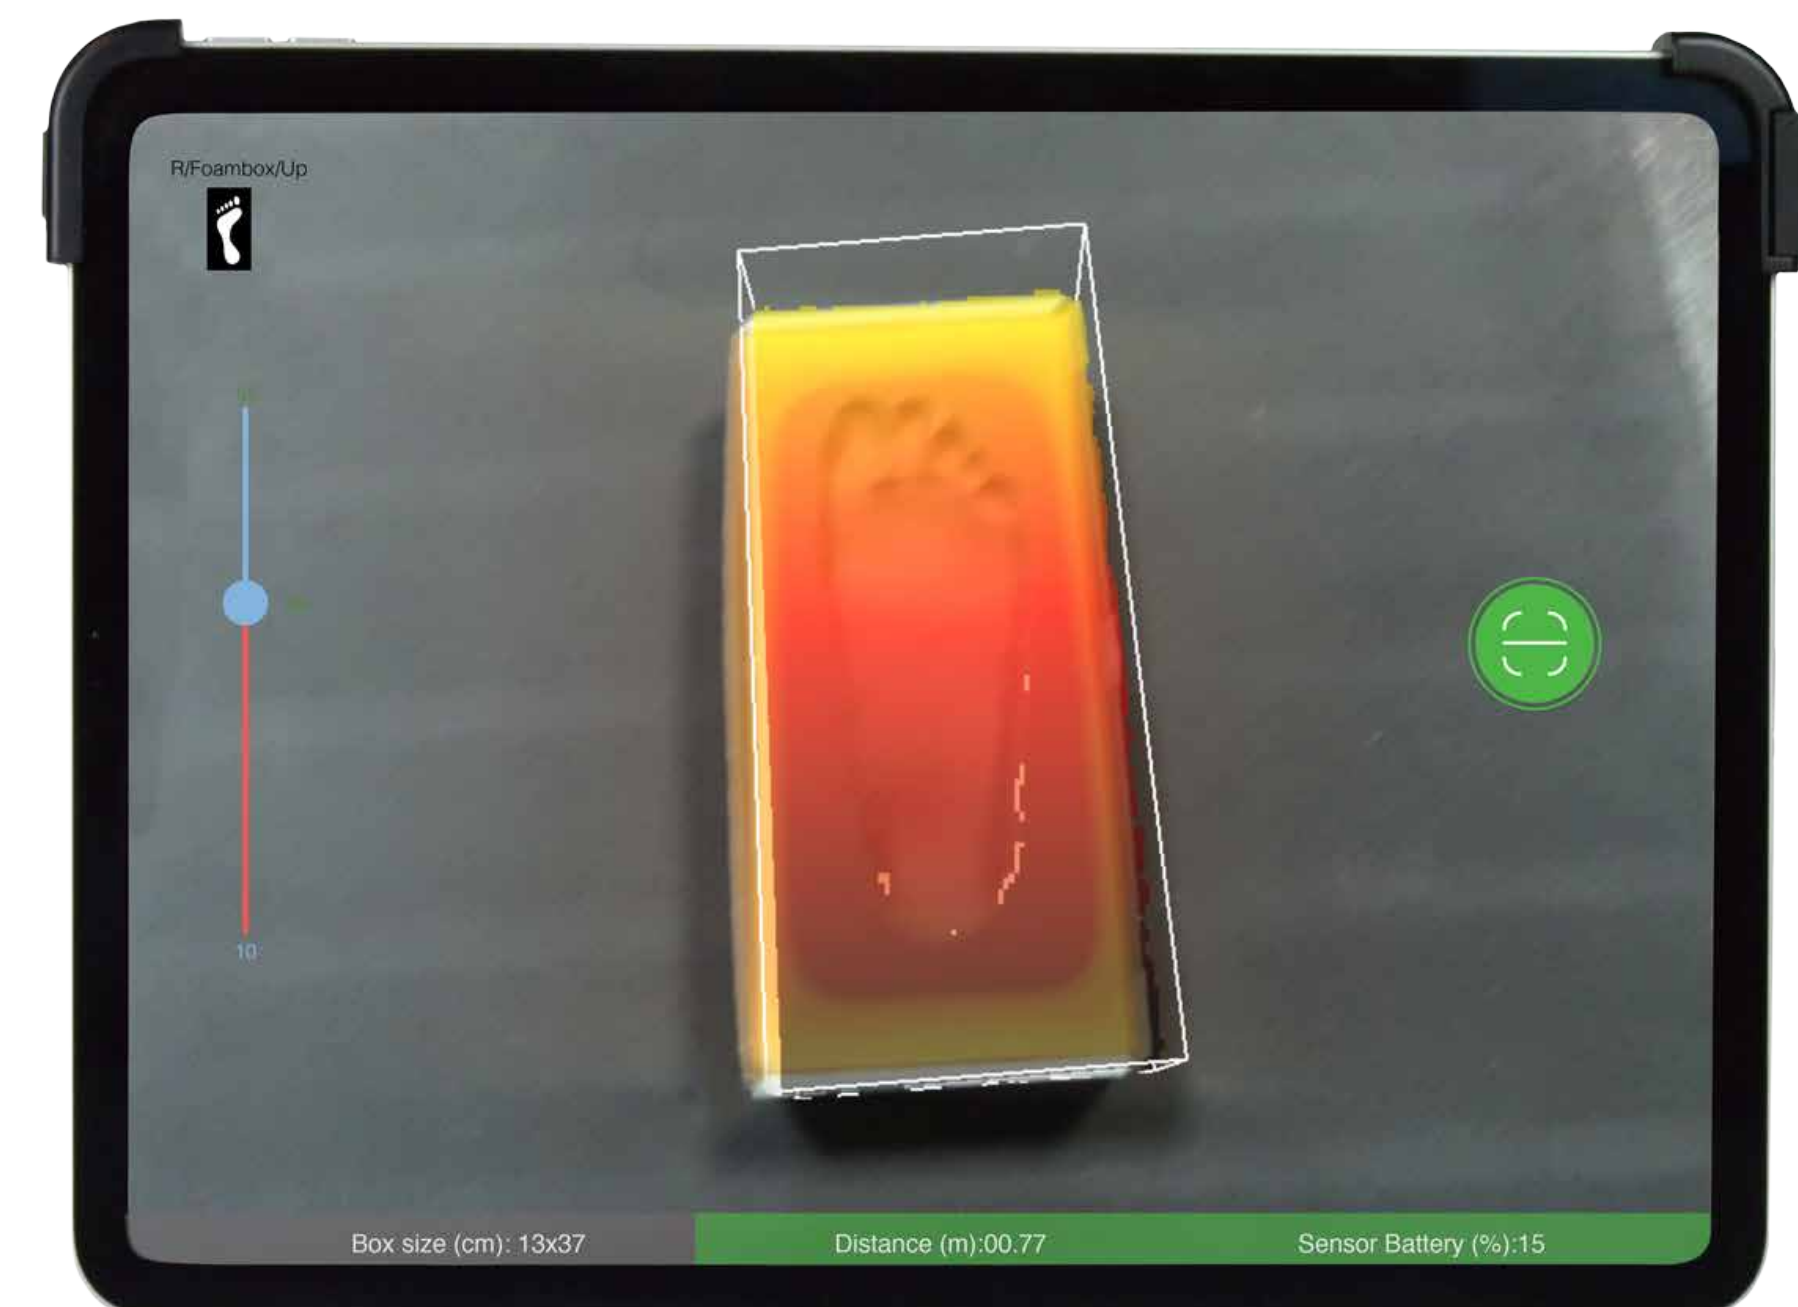 R/Foambox/Up
10
Box size (cm): 13x37
Distance (m):00.77
Sensor Battery (%):15